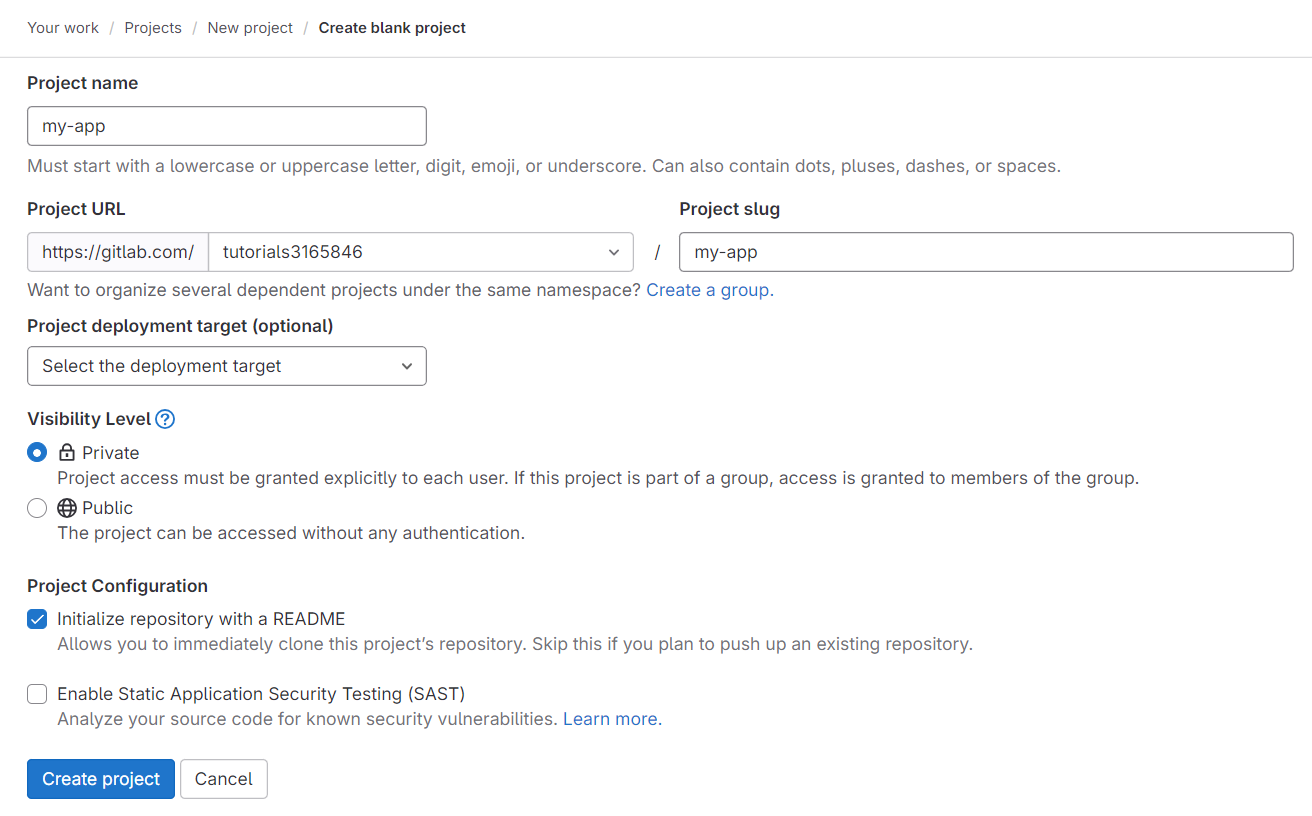 Your work / Projects / New project / Create blank project
Project name
my-app
Must start with a lowercase or uppercase letter, digit, emoji, or underscore. Can also contain dots, pluses, dashes, or spaces.
Project URL
Project slug
https://gitlab.com/ tutorials3165846 / my-app
Want to organize several dependent projects under the same namespace? Create a group.
Project deployment target (optional)
Select the deployment target
Visibility Level ?
Private
Project access must be granted explicitly to each user. If this project is part of a group, access is granted to members of the group.
Public
The project can be accessed without any authentication.
Project Configuration
Initialize repository with a README
Allows you to immediately clone this project’s repository. Skip this if you plan to push up an existing repository.
Enable Static Application Security Testing (SAST)
Analyze your source code for known security vulnerabilities. Learn more.
Create project Cancel